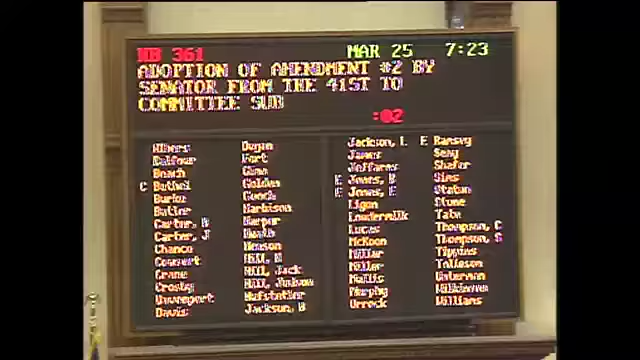 HB 361 MAR 25 7:23
ADOPTION OF AMENDMENT #2 BY
SENATOR FROM THE 41ST TO
COMMITTEE SUB
:02
Albers
Balfour
Beach
C Bethel
Burke
Butler
Carter, B
Carter, J
Chance
Cowsert
Crane
Crosby
Davenport
Davis
Dugan
Fort
Ginn
Golden
Gooch
Harbison
Harper
Heath
Henson
Hill, H
Hill, Jack
Hill, Judson
Hufstetler
Jackson, B
Jackson, L
James
Jeffares
E Jones, B
E Jones, E
Ligon
Loudermilk
Lucas
McKoon
Millar
Miller
Mullis
Murphy
Orrock
E Ramsey
Seay
Shafer
Sims
Staton
Stone
Tate
Thompson, C
Thompson, S
Tippins
Tolleson
Unterman
Wilkinson
Williams